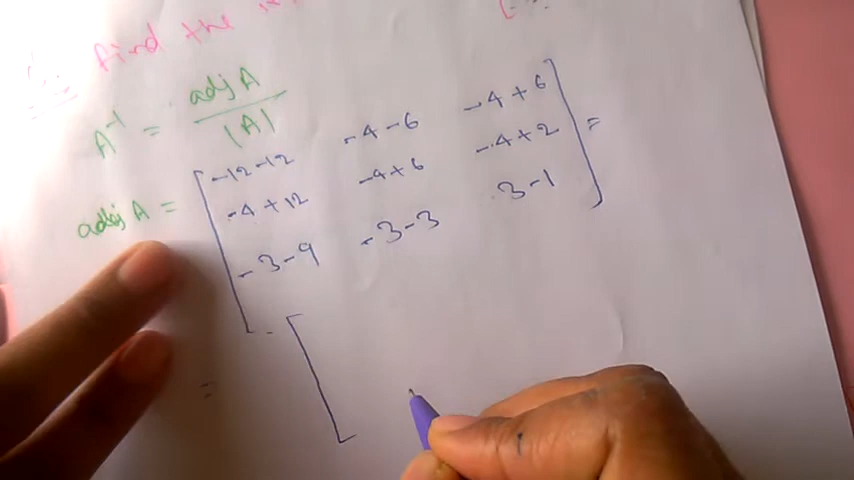 find the
A⁻¹ = adj A / |A|
adj A = [ -12-12 -4-6 -4+6
-4+12 -4+6 -4+2
-3-9 -3-3 3-1 ] =
= [